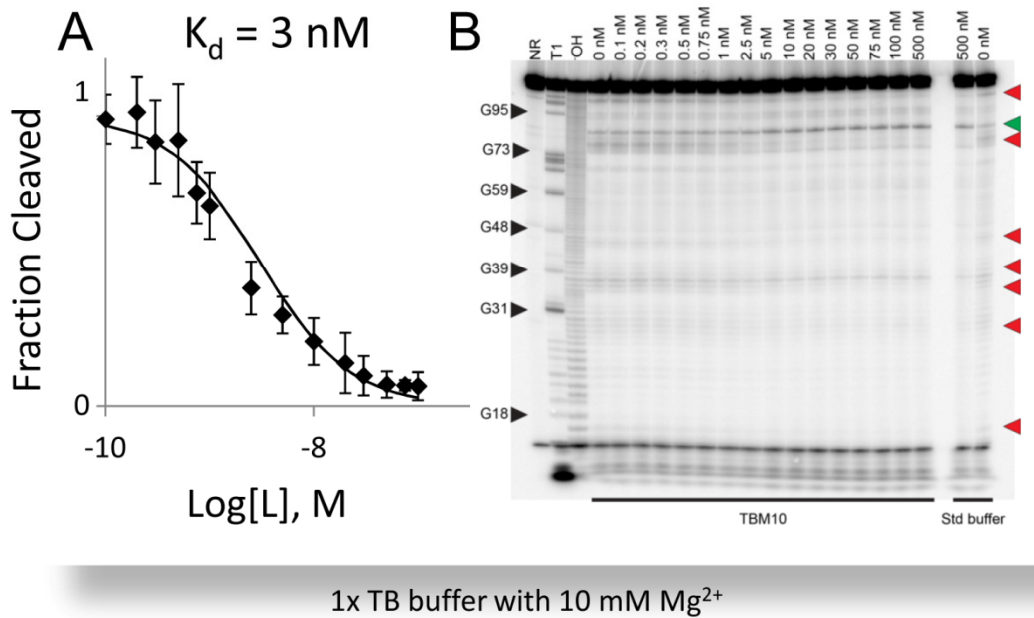 A
K_d = 3 nM
1
0
-10
-8
Fraction Cleaved
Log[L], M
B
NR
T1
-OH
0 nM
0.1 nM
0.2 nM
0.3 nM
0.5 nM
0.75 nM
1 nM
2.5 nM
5 nM
10 nM
20 nM
30 nM
50 nM
75 nM
100 nM
500 nM
500 nM
0 nM
G95
G73
G59
G48
G39
G31
G18
TBM10
Std buffer
1x TB buffer with 10 mM Mg²⁺